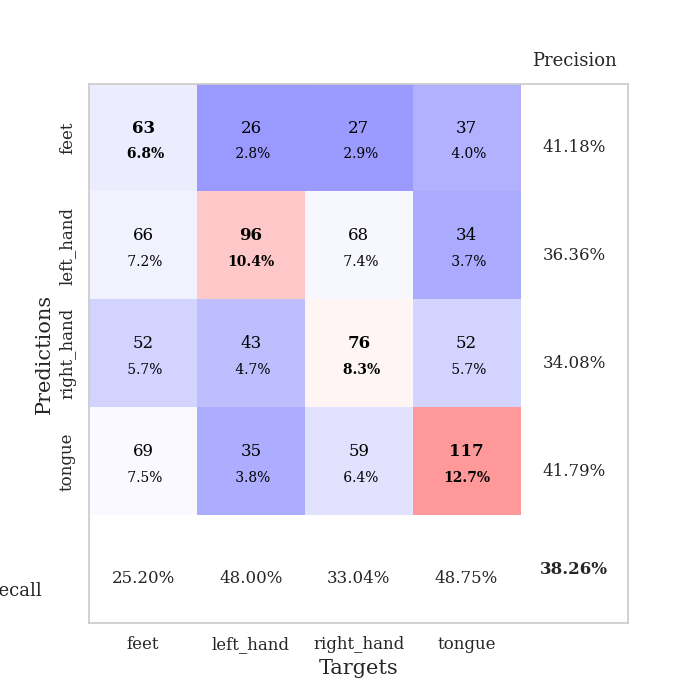 Precision
feet
63 26 27 37
6.8% 2.8% 2.9% 4.0%
41.18%
left_hand
66 96 68 34
7.2% 10.4% 7.4% 3.7%
36.36%
Predictions
right_hand
52 43 76 52
5.7% 4.7% 8.3% 5.7%
34.08%
tongue
69 35 59 117
7.5% 3.8% 6.4% 12.7%
41.79%
ecall
25.20% 48.00% 33.04% 48.75% 38.26%
feet left_hand right_hand tongue
Targets